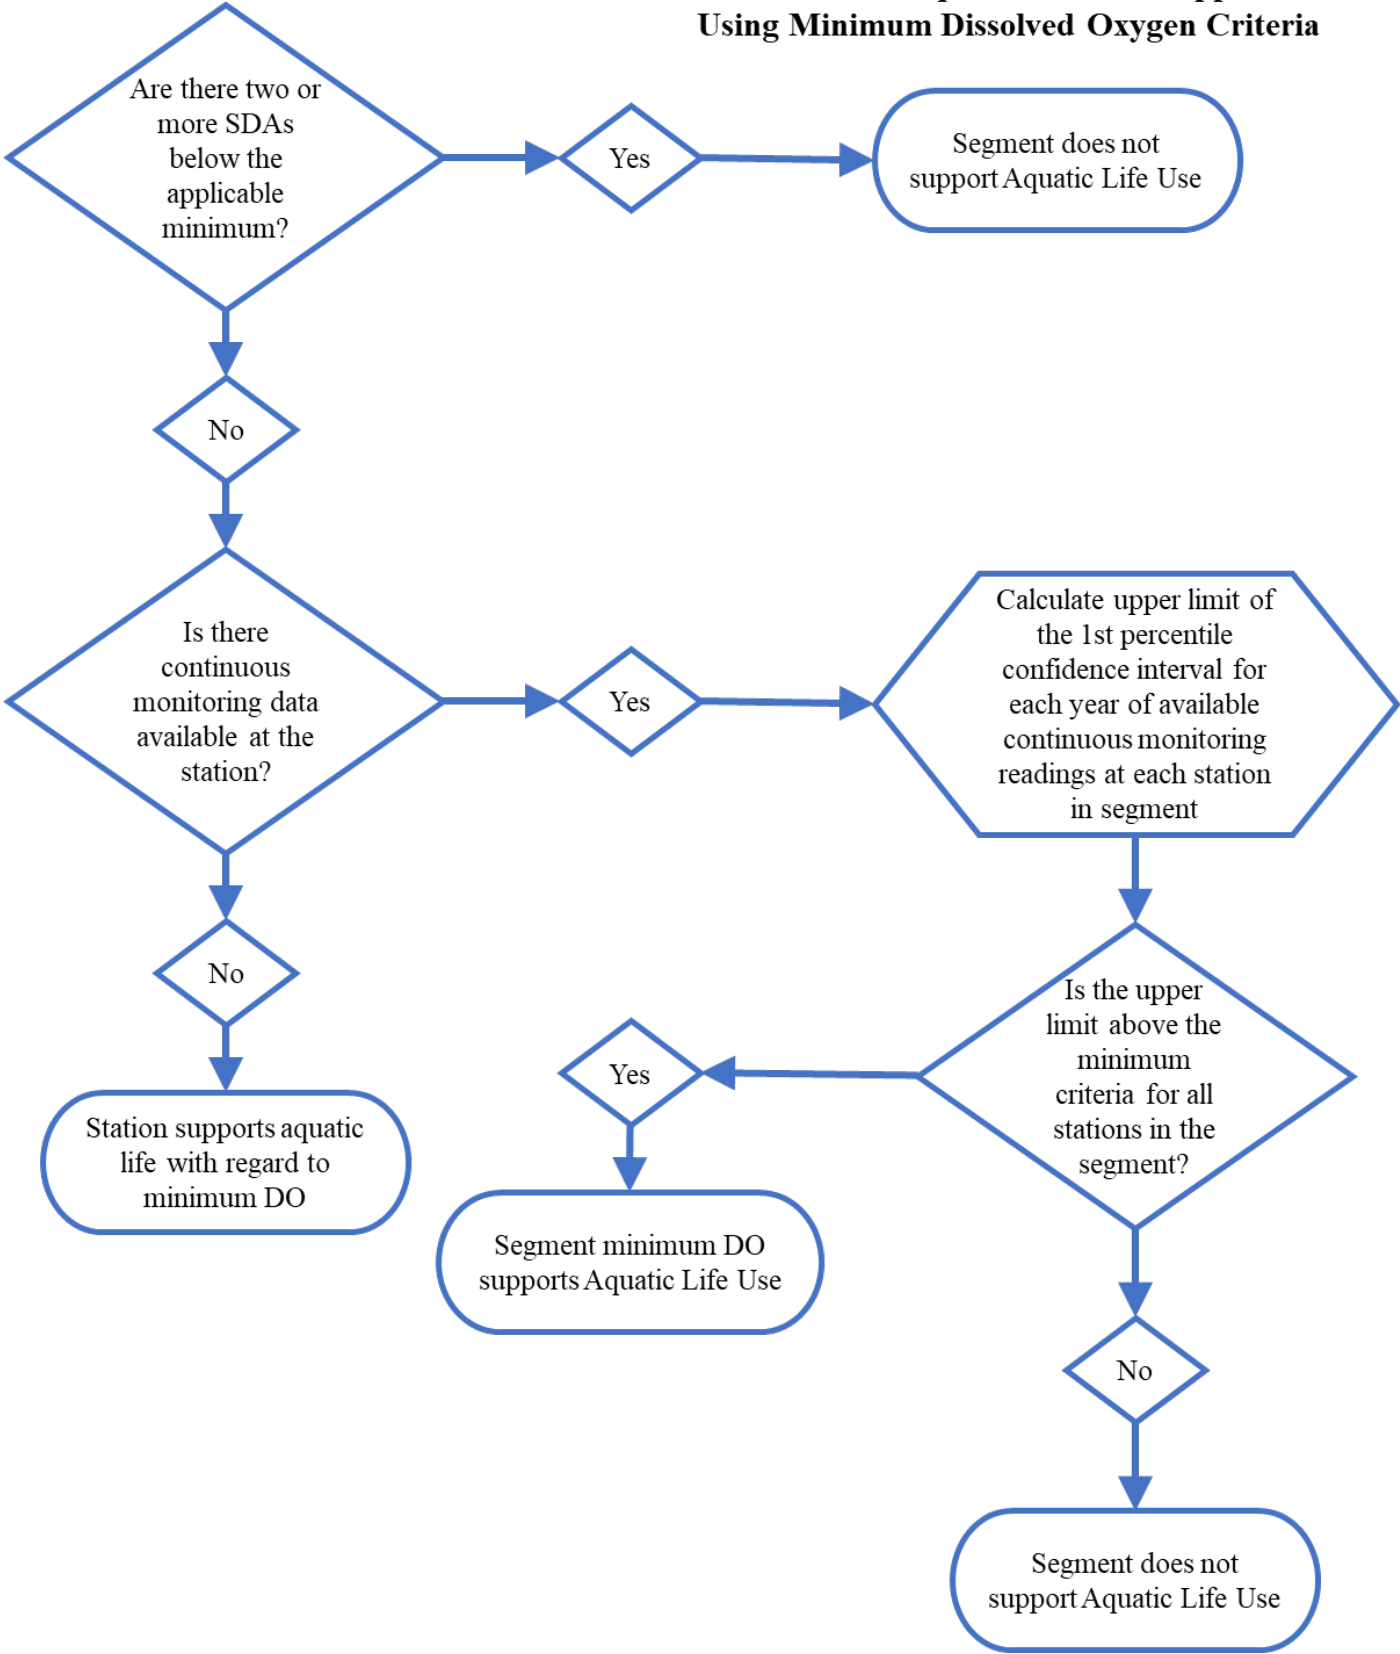 Using Minimum Dissolved Oxygen Criteria
Are there two or
more SDAs
below the
applicable
minimum?
Yes
Segment does not
support Aquatic Life Use
No
Is there
continuous
monitoring data
available at the
station?
Yes
Calculate upper limit of
the 1st percentile
confidence interval for
each year of available
continuous monitoring
readings at each station
in segment
No
Station supports aquatic
life with regard to
minimum DO
Is the upper
limit above the
minimum
criteria for all
stations in the
segment?
Yes
Segment minimum DO
supports Aquatic Life Use
No
Segment does not
support Aquatic Life Use